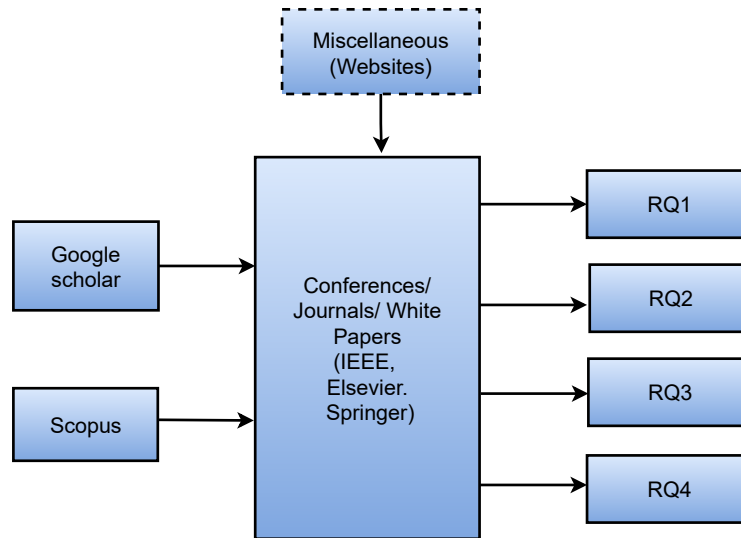 Miscellaneous
(Websites)
Google
scholar
Scopus
Conferences/
Journals/ White
Papers
(IEEE,
Elsevier.
Springer)
RQ1
RQ2
RQ3
RQ4